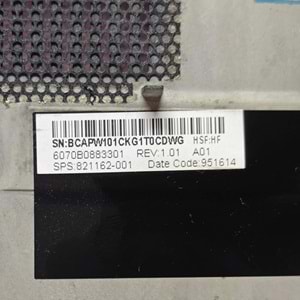 SN:BCAPW101CKG1T0CDWG HSF:HF
6070B0883301 REV:1.01 A01
SPS:821162-001 Date Code:951614